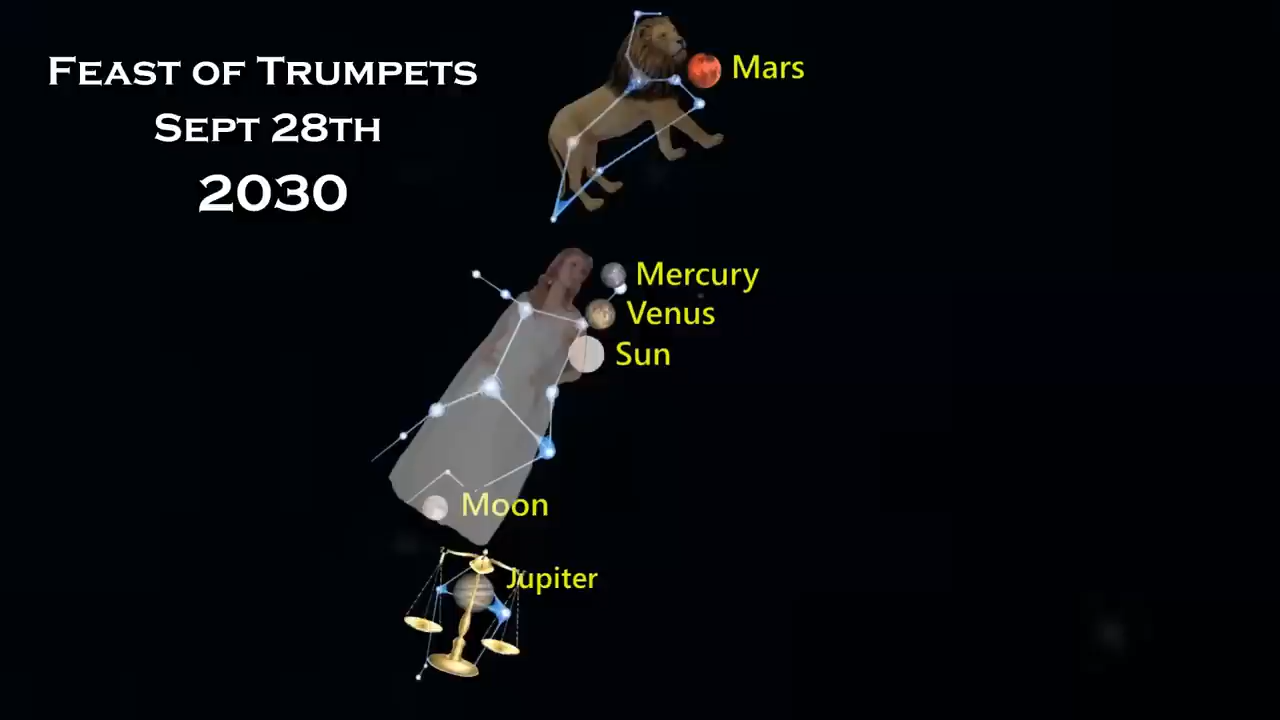 FEAST OF TRUMPETS
SEPT 28TH
2030
Mars
Mercury
Venus
Sun
Moon
Jupiter